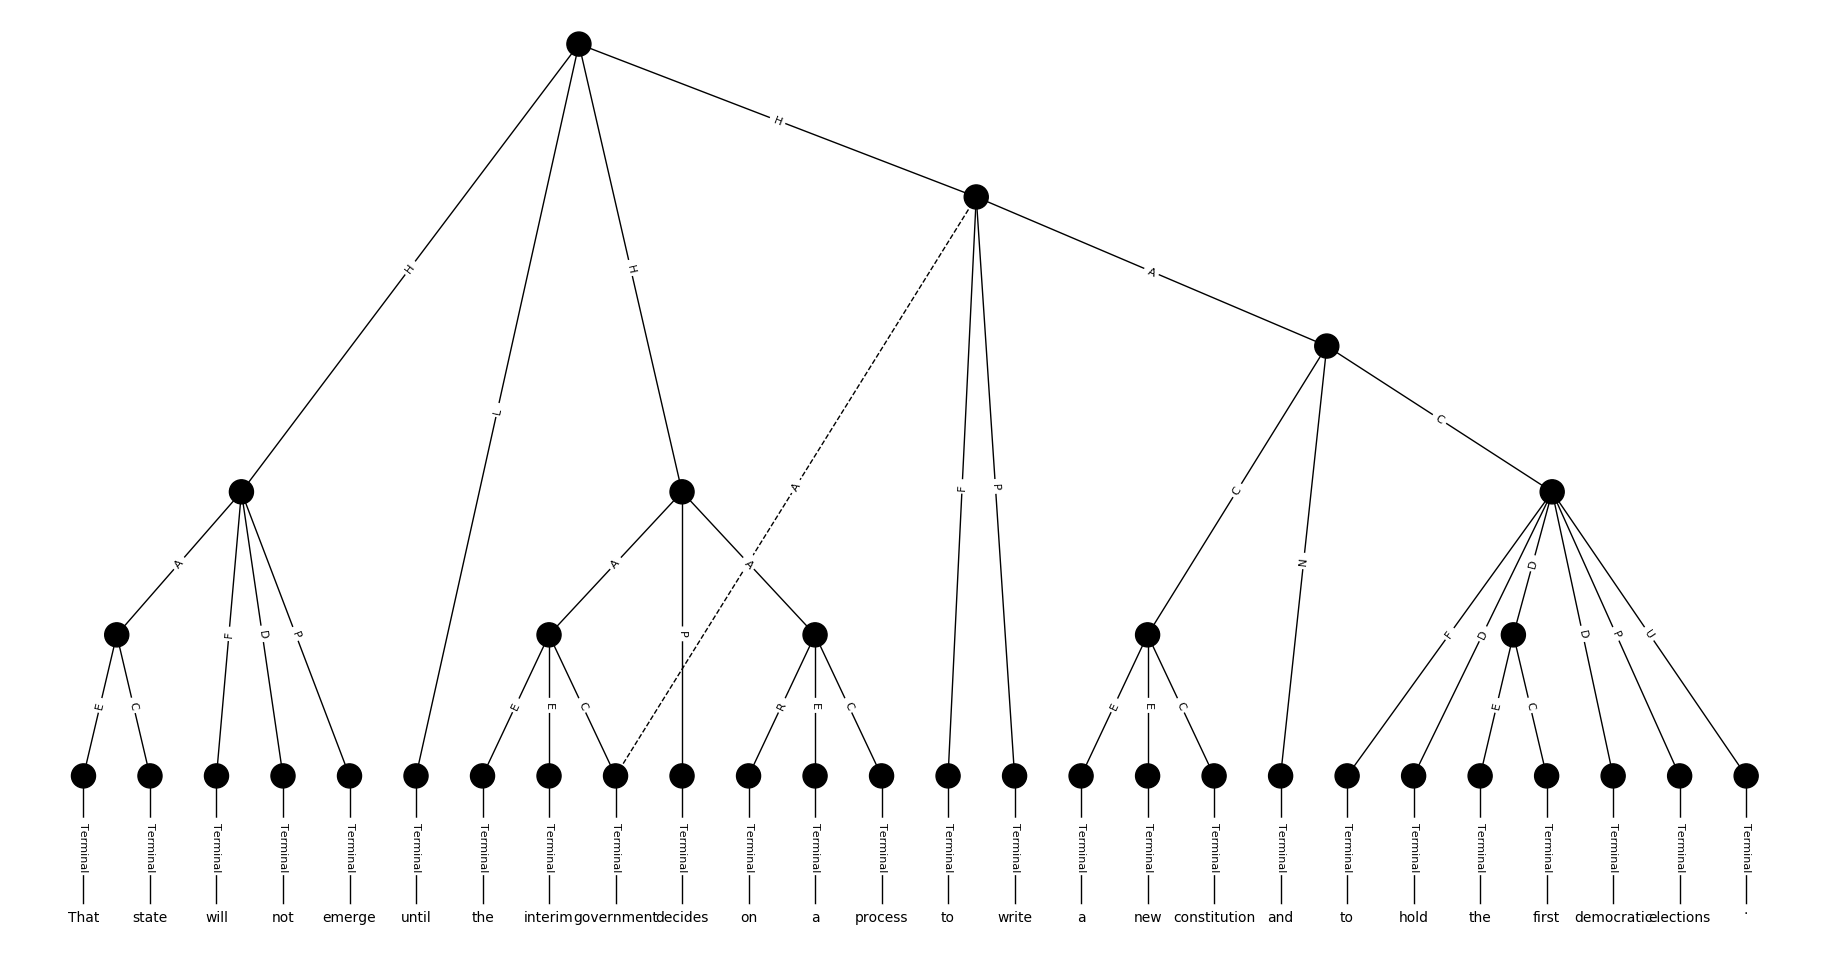 H
H
H
A
L
C
A
F
P
C
N
A
A
A
F
D
P
P
F
D
D
D
P
U
E
C
E
E
C
R
E
C
E
E
C
E
C
Terminal Terminal Terminal Terminal Terminal Terminal Terminal Terminal Terminal Terminal Terminal Terminal Terminal Terminal Terminal Terminal Terminal Terminal Terminal Terminal Terminal Terminal Terminal Terminal Terminal Terminal
That state will not emerge until the interim government decides on a process to write a new constitution and to hold the first democratic elections .